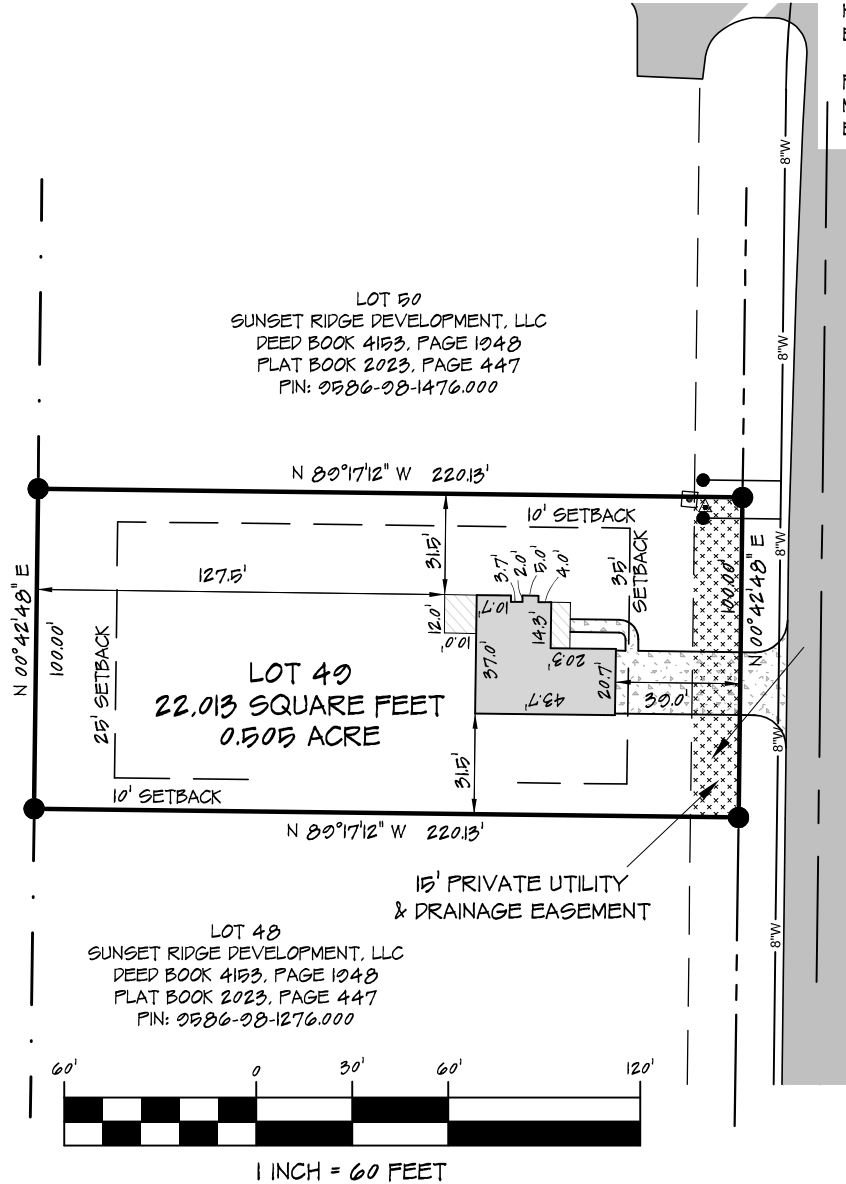 8"W
8"W
LOT 50
SUNSET RIDGE DEVELOPMENT, LLC
DEED BOOK 4153, PAGE 1948
PLAT BOOK 2023, PAGE 447
PIN: 9586-98-1476.000
N 89°17'12" W 220.13'
10' SETBACK
35' SETBACK
31.5'
3.7'
2.0'
5.0'
4.0'
8"W
N 00°42'48" E
100.00'
127.5'
12.0'
10.0'
10.7'
14.3'
37.0'
20.3'
20.7'
43.7'
39.0'
100.00'
N 00°42'48" E
25' SETBACK
LOT 49
22,013 SQUARE FEET
0.505 ACRE
31.5'
8"W
10' SETBACK
N 89°17'12" W 220.13'
15' PRIVATE UTILITY
& DRAINAGE EASEMENT
8"W
LOT 48
SUNSET RIDGE DEVELOPMENT, LLC
DEED BOOK 4153, PAGE 1948
PLAT BOOK 2023, PAGE 447
PIN: 9586-98-1276.000
60' 0 30' 60' 120'
1 INCH = 60 FEET